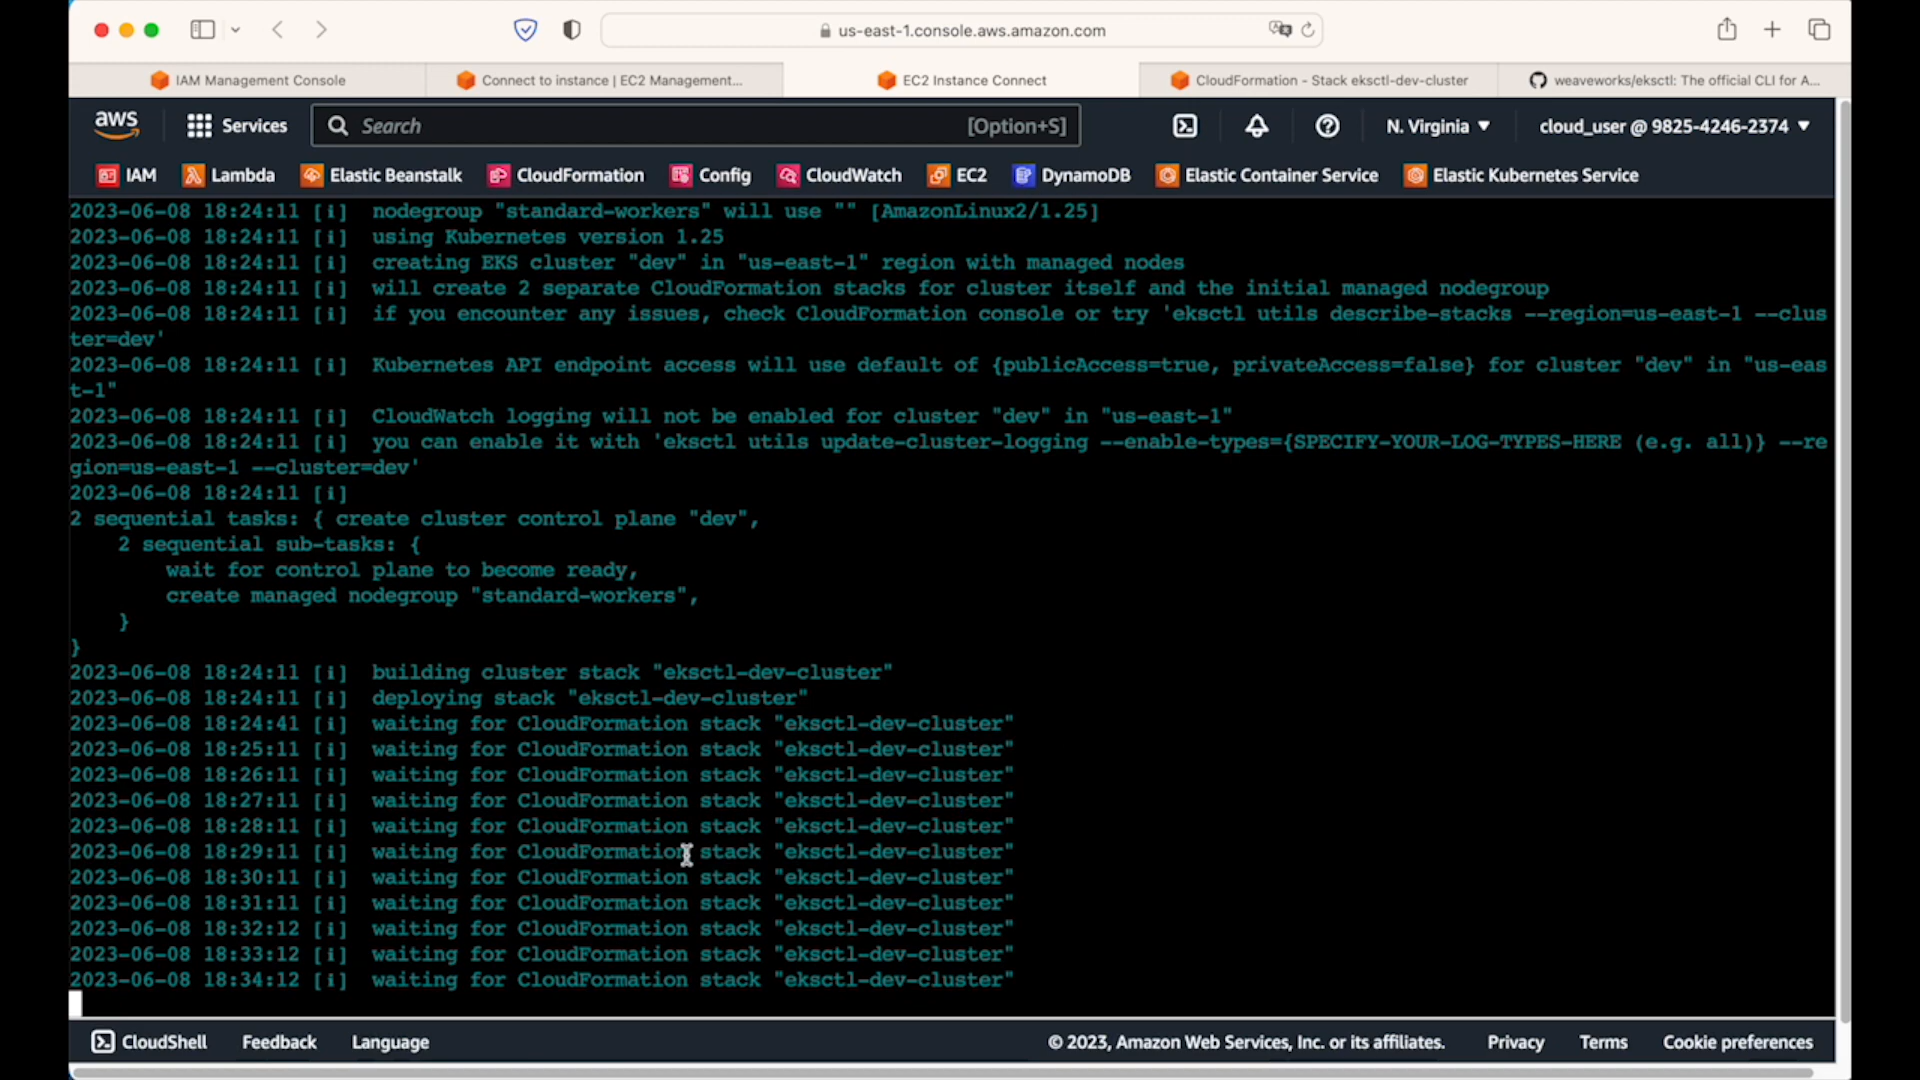 us-east-1.console.aws.amazon.com
IAM Management Console
Connect to instance | EC2 Management...
EC2 Instance Connect
CloudFormation - Stack eksctl-dev-cluster
weaveworks/eksctl: The official CLI for A...
aws
Services
Search
[Option+S]
N. Virginia
cloud_user @ 9825-4246-2374
IAM
Lambda
Elastic Beanstalk
CloudFormation
Config
CloudWatch
EC2
DynamoDB
Elastic Container Service
Elastic Kubernetes Service
2023-06-08 18:24:11 [ℹ]  nodegroup "standard-workers" will use "" [AmazonLinux2/1.25]
2023-06-08 18:24:11 [ℹ]  using Kubernetes version 1.25
2023-06-08 18:24:11 [ℹ]  creating EKS cluster "dev" in "us-east-1" region with managed nodes
2023-06-08 18:24:11 [ℹ]  will create 2 separate CloudFormation stacks for cluster itself and the initial managed nodegroup
2023-06-08 18:24:11 [ℹ]  if you encounter any issues, check CloudFormation console or try 'eksctl utils describe-stacks --region=us-east-1 --clus
ter=dev'
2023-06-08 18:24:11 [ℹ]  Kubernetes API endpoint access will use default of {publicAccess=true, privateAccess=false} for cluster "dev" in "us-eas
t-1"
2023-06-08 18:24:11 [ℹ]  CloudWatch logging will not be enabled for cluster "dev" in "us-east-1"
2023-06-08 18:24:11 [ℹ]  you can enable it with 'eksctl utils update-cluster-logging --enable-types={SPECIFY-YOUR-LOG-TYPES-HERE (e.g. all)} --re
gion=us-east-1 --cluster=dev'
2023-06-08 18:24:11 [ℹ]
2 sequential tasks: { create cluster control plane "dev",
    2 sequential sub-tasks: {
        wait for control plane to become ready,
        create managed nodegroup "standard-workers",
    }
}
2023-06-08 18:24:11 [ℹ]  building cluster stack "eksctl-dev-cluster"
2023-06-08 18:24:11 [ℹ]  deploying stack "eksctl-dev-cluster"
2023-06-08 18:24:41 [ℹ]  waiting for CloudFormation stack "eksctl-dev-cluster"
2023-06-08 18:25:11 [ℹ]  waiting for CloudFormation stack "eksctl-dev-cluster"
2023-06-08 18:26:11 [ℹ]  waiting for CloudFormation stack "eksctl-dev-cluster"
2023-06-08 18:27:11 [ℹ]  waiting for CloudFormation stack "eksctl-dev-cluster"
2023-06-08 18:28:11 [ℹ]  waiting for CloudFormation stack "eksctl-dev-cluster"
2023-06-08 18:29:11 [ℹ]  waiting for CloudFormation stack "eksctl-dev-cluster"
2023-06-08 18:30:11 [ℹ]  waiting for CloudFormation stack "eksctl-dev-cluster"
2023-06-08 18:31:11 [ℹ]  waiting for CloudFormation stack "eksctl-dev-cluster"
2023-06-08 18:32:12 [ℹ]  waiting for CloudFormation stack "eksctl-dev-cluster"
2023-06-08 18:33:12 [ℹ]  waiting for CloudFormation stack "eksctl-dev-cluster"
2023-06-08 18:34:12 [ℹ]  waiting for CloudFormation stack "eksctl-dev-cluster"
CloudShell
Feedback
Language
© 2023, Amazon Web Services, Inc. or its affiliates.
Privacy
Terms
Cookie preferences